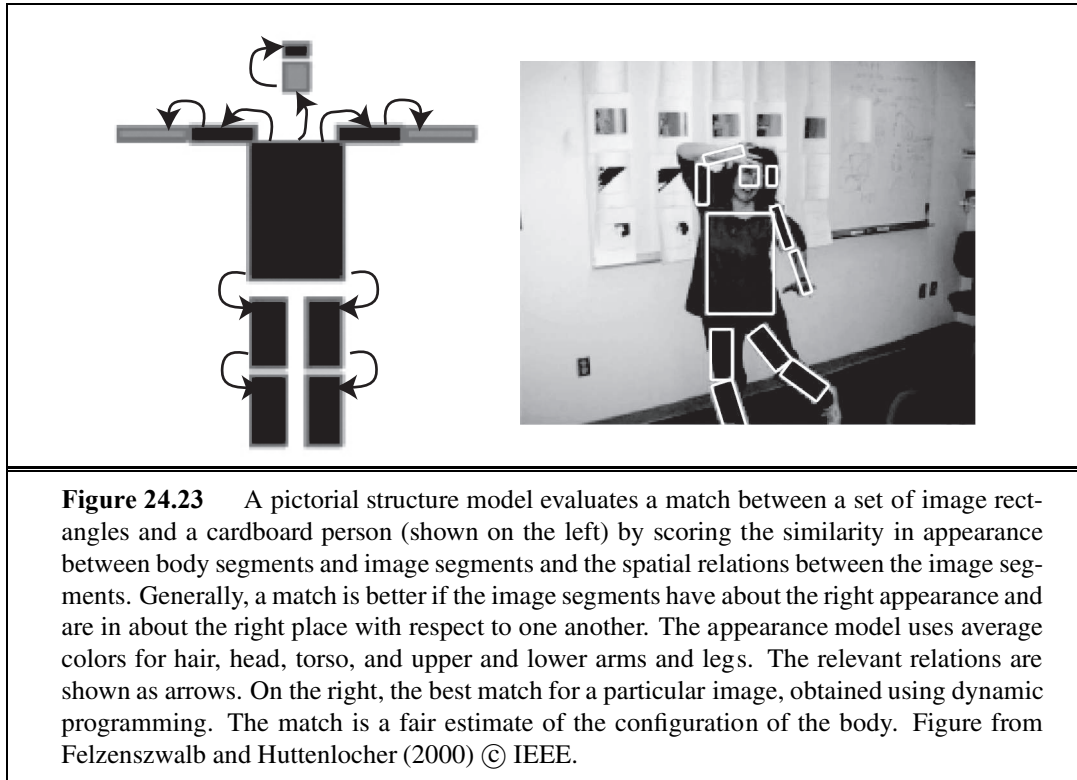 Figure 24.23 A pictorial structure model evaluates a match between a set of image rect-
angles and a cardboard person (shown on the left) by scoring the similarity in appearance
between body segments and image segments and the spatial relations between the image seg-
ments. Generally, a match is better if the image segments have about the right appearance and
are in about the right place with respect to one another. The appearance model uses average
colors for hair, head, torso, and upper and lower arms and legs. The relevant relations are
shown as arrows. On the right, the best match for a particular image, obtained using dynamic
programming. The match is a fair estimate of the configuration of the body. Figure from
Felzenszwalb and Huttenlocher (2000) © IEEE.